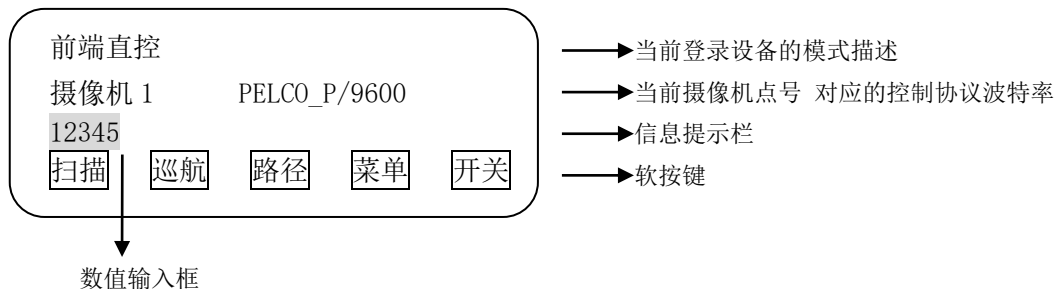 前端直控
当前登录设备的模式描述
摄像机 1 PELCO_P/9600
当前摄像机点号 对应的控制协议波特率
12345
信息提示栏
扫描 巡航 路径 菜单 开关
软按键
数值输入框